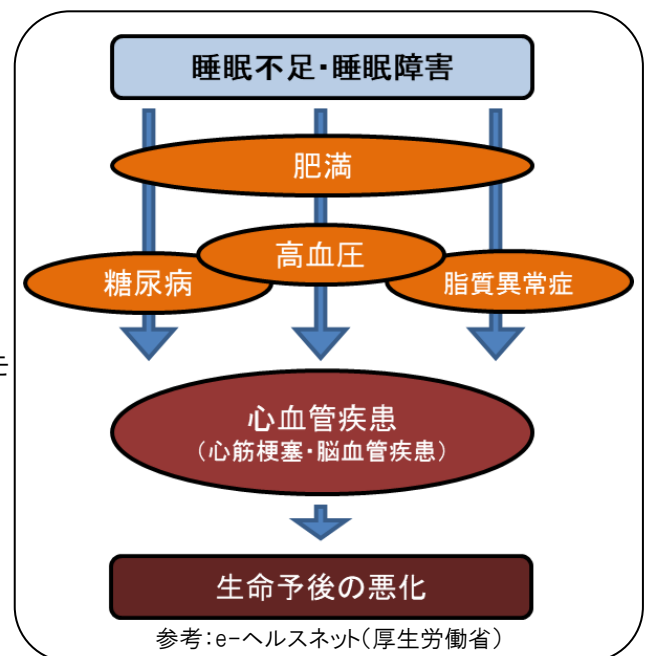 睡眠不足・睡眠障害
肥満
高血圧
糖尿病
脂質異常症
心血管疾患
(心筋梗塞・脳血管疾患)
生命予後の悪化
参考：e-ヘルスネット(厚生労働省)